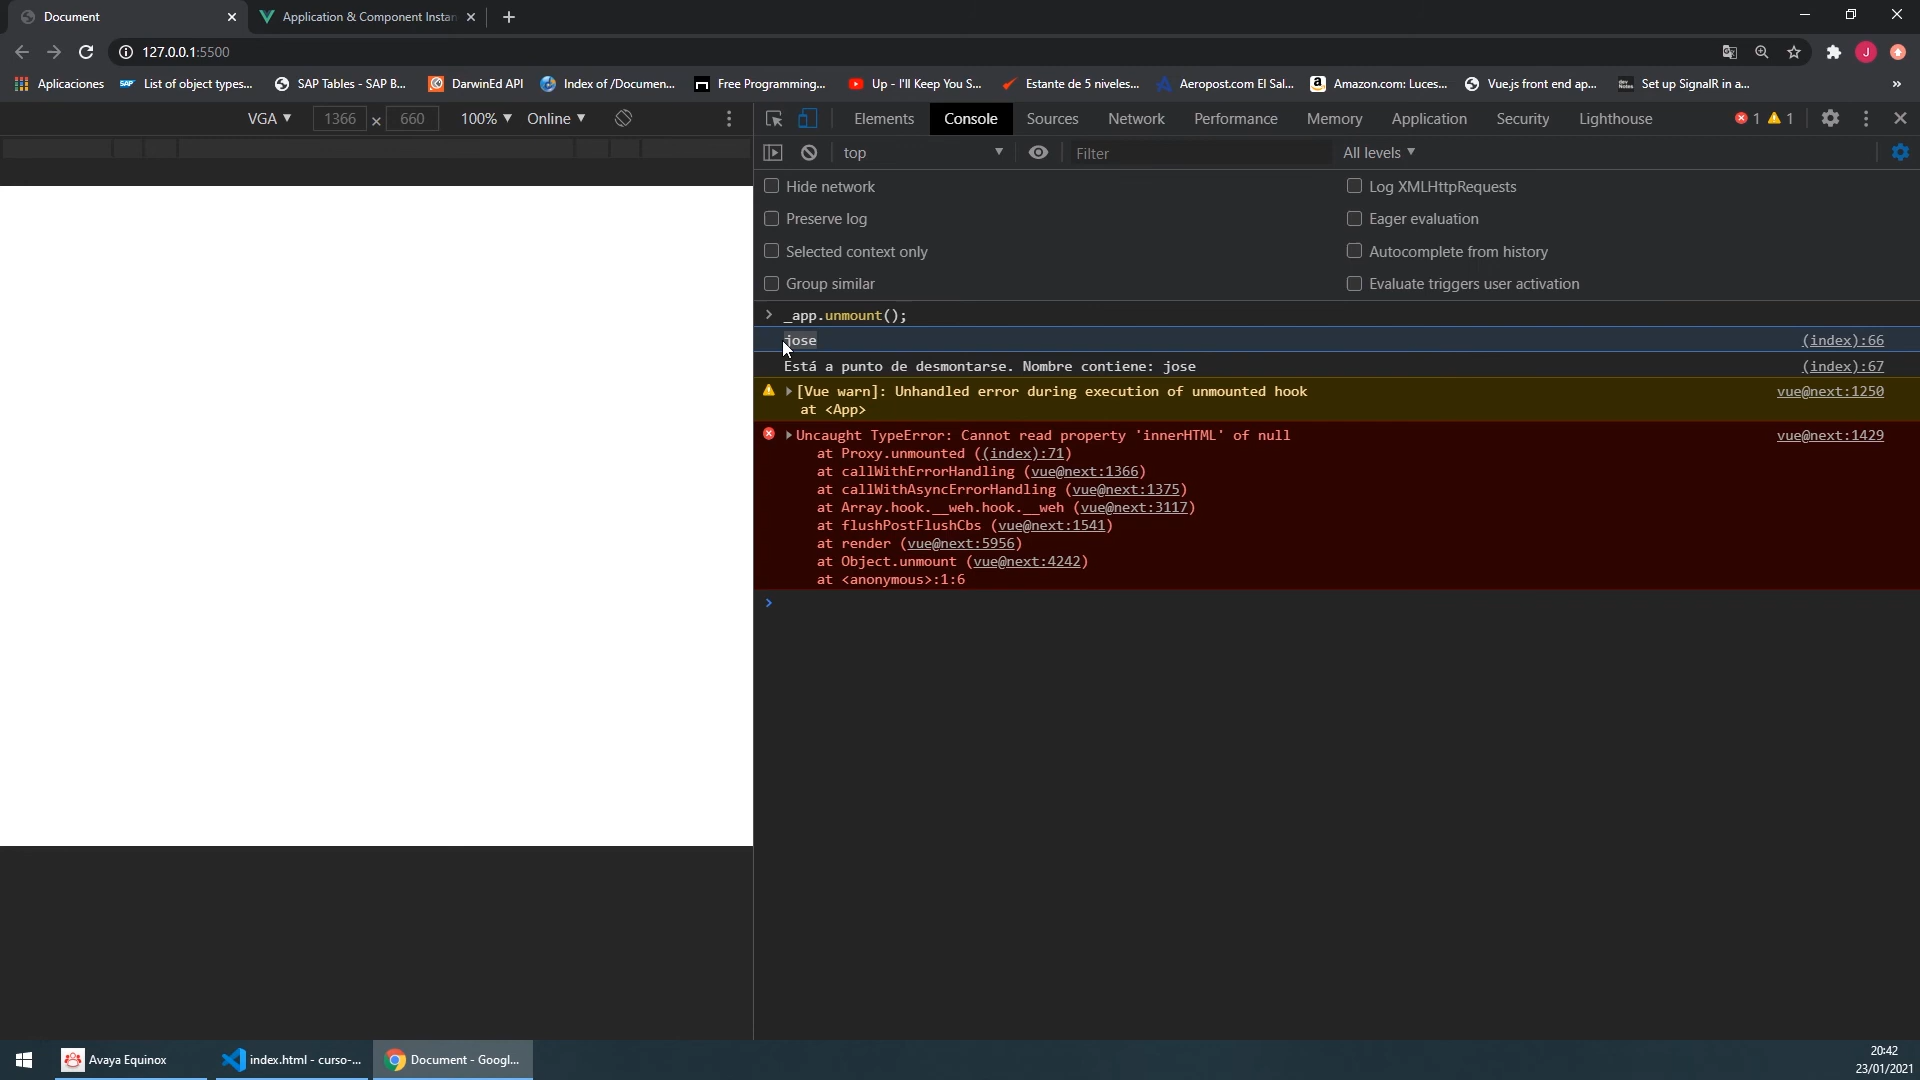 Document
Application & Component Instan
127.0.0.1:5500
J
Aplicaciones
SAP List of object types...
SAP Tables - SAP B...
DarwinEd API
Index of /Documen...
Free Programming...
Up - I'll Keep You S...
Estante de 5 niveles...
Aeropost.com El Sal...
Amazon.com: Luces...
Vue.js front end ap...
Set up SignalR in a...
»
VGA
1366 × 660
100%
Online
Elements
Console
Sources
Network
Performance
Memory
Application
Security
Lighthouse
1
1
top
Filter
All levels
Hide network
Log XMLHttpRequests
Preserve log
Eager evaluation
Selected context only
Autocomplete from history
Group similar
Evaluate triggers user activation
> _app.unmount();
jose (index):66
Está a punto de desmontarse. Nombre contiene: jose (index):67
[Vue warn]: Unhandled error during execution of unmounted hook vue@next:1250
at <App>
Uncaught TypeError: Cannot read property 'innerHTML' of null vue@next:1429
at Proxy.unmounted ((index):71)
at callWithErrorHandling (vue@next:1366)
at callWithAsyncErrorHandling (vue@next:1375)
at Array.hook.__weh.hook.__weh (vue@next:3117)
at flushPostFlushCbs (vue@next:1541)
at render (vue@next:5956)
at Object.unmount (vue@next:4242)
at <anonymous>:1:6
>
Avaya Equinox
index.html - curso-...
Document - Googl...
20:42
23/01/2021